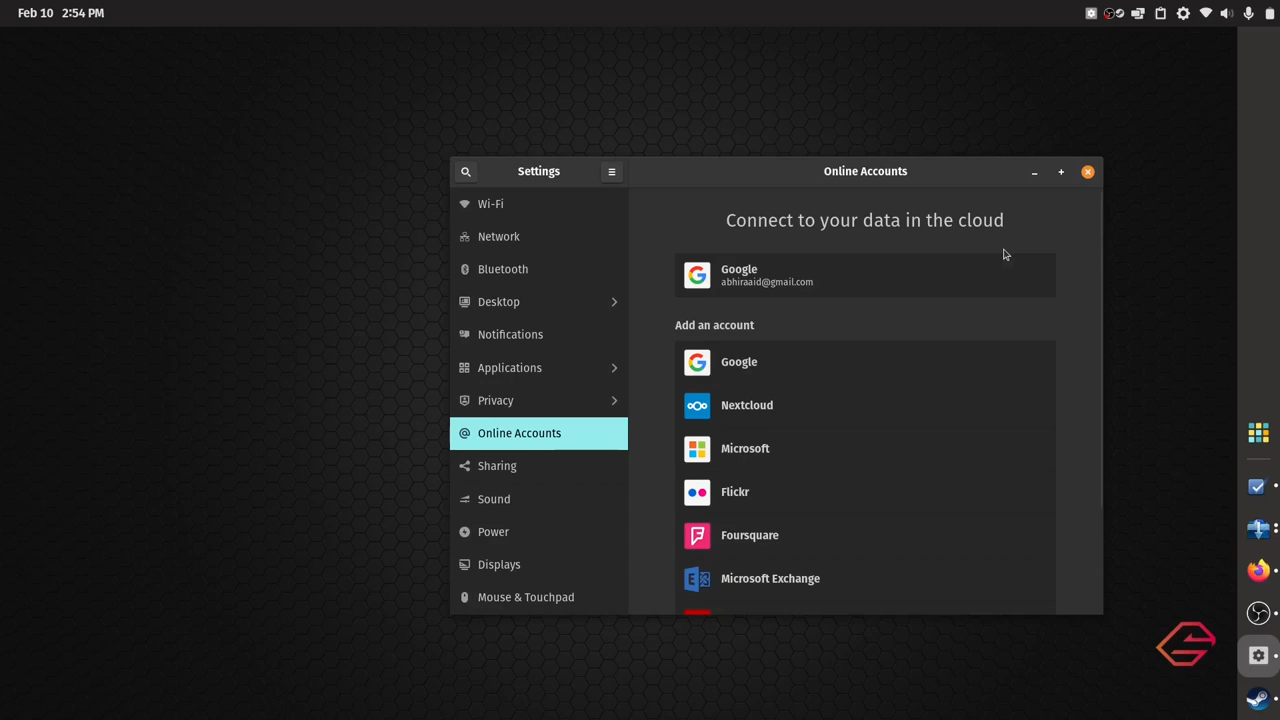 Feb 10 2:54 PM
Settings
Online Accounts
Wi-Fi
Network
Bluetooth
Desktop
Notifications
Applications
Privacy
Online Accounts
Sharing
Sound
Power
Displays
Mouse & Touchpad
Connect to your data in the cloud
Google
abhiraaid@gmail.com
Add an account
Google
Nextcloud
Microsoft
Flickr
Foursquare
Microsoft Exchange